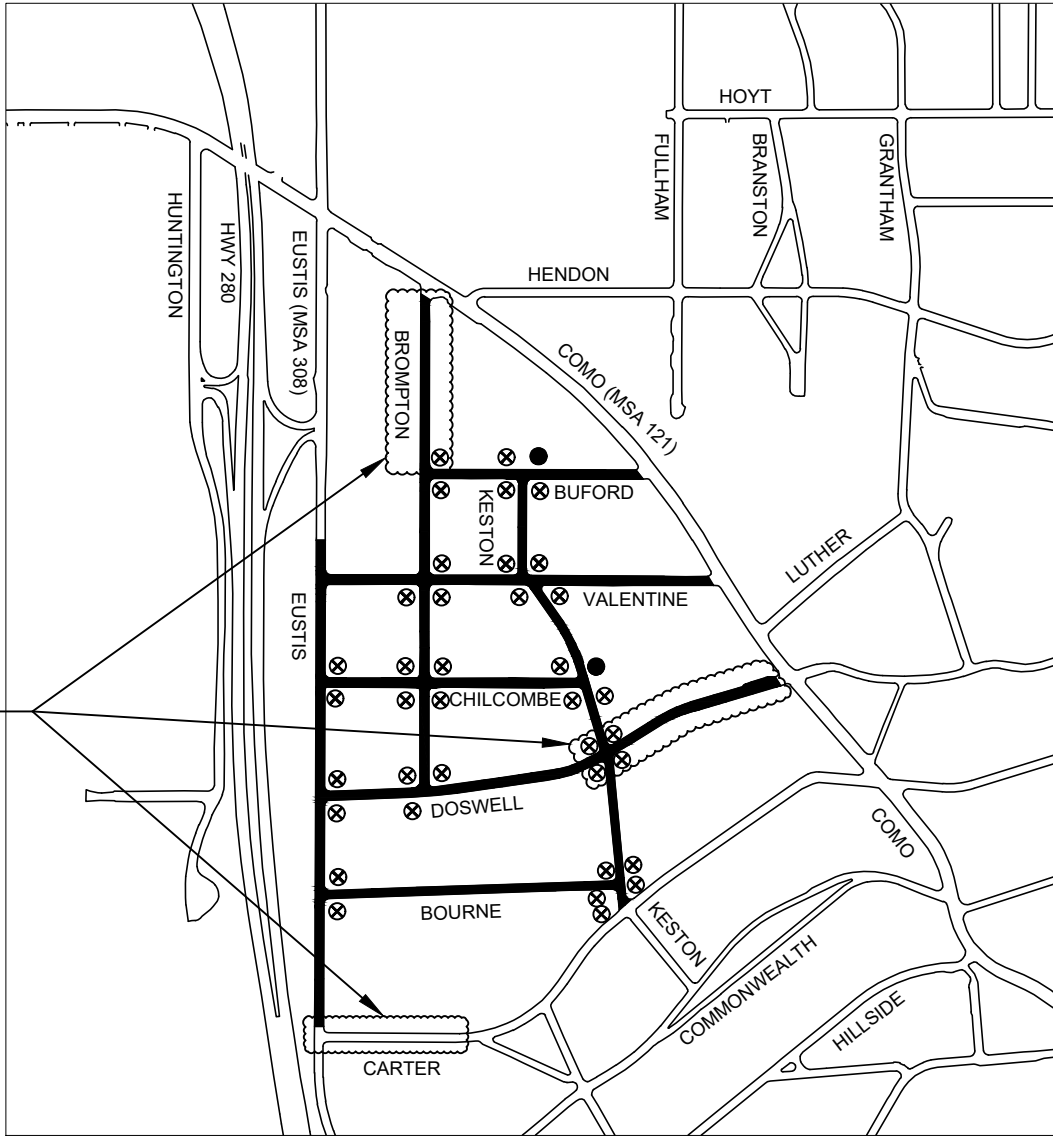 HOYT
FULLHAM
BRANSTON
GRANTHAM
HUNTINGTON
HWY 280
EUSTIS (MSA 308)
HENDON
BROMPTON
COMO (MSA 121)
KESTON
BUFORD
LUTHER
EUSTIS
VALENTINE
CHILCOMBE
DOSWELL
COMO
BOURNE
KESTON
COMMONWEALTH
HILLSIDE
CARTER